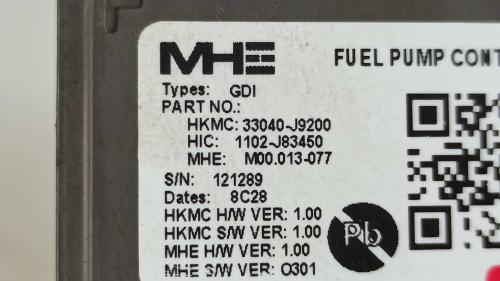 MHE
FUEL PUMP CONT
Types: GDI
PART NO.:
HKMC: 33040-J9200
HIC: 1102-J83450
MHE: M00.013-077
S/N: 121289
Dates: 8C28
HKMC H/W VER: 1.00
HKMC S/W VER: 1.00
MHE H/W VER: 1.00
MHE S/W VER: O301
Pb